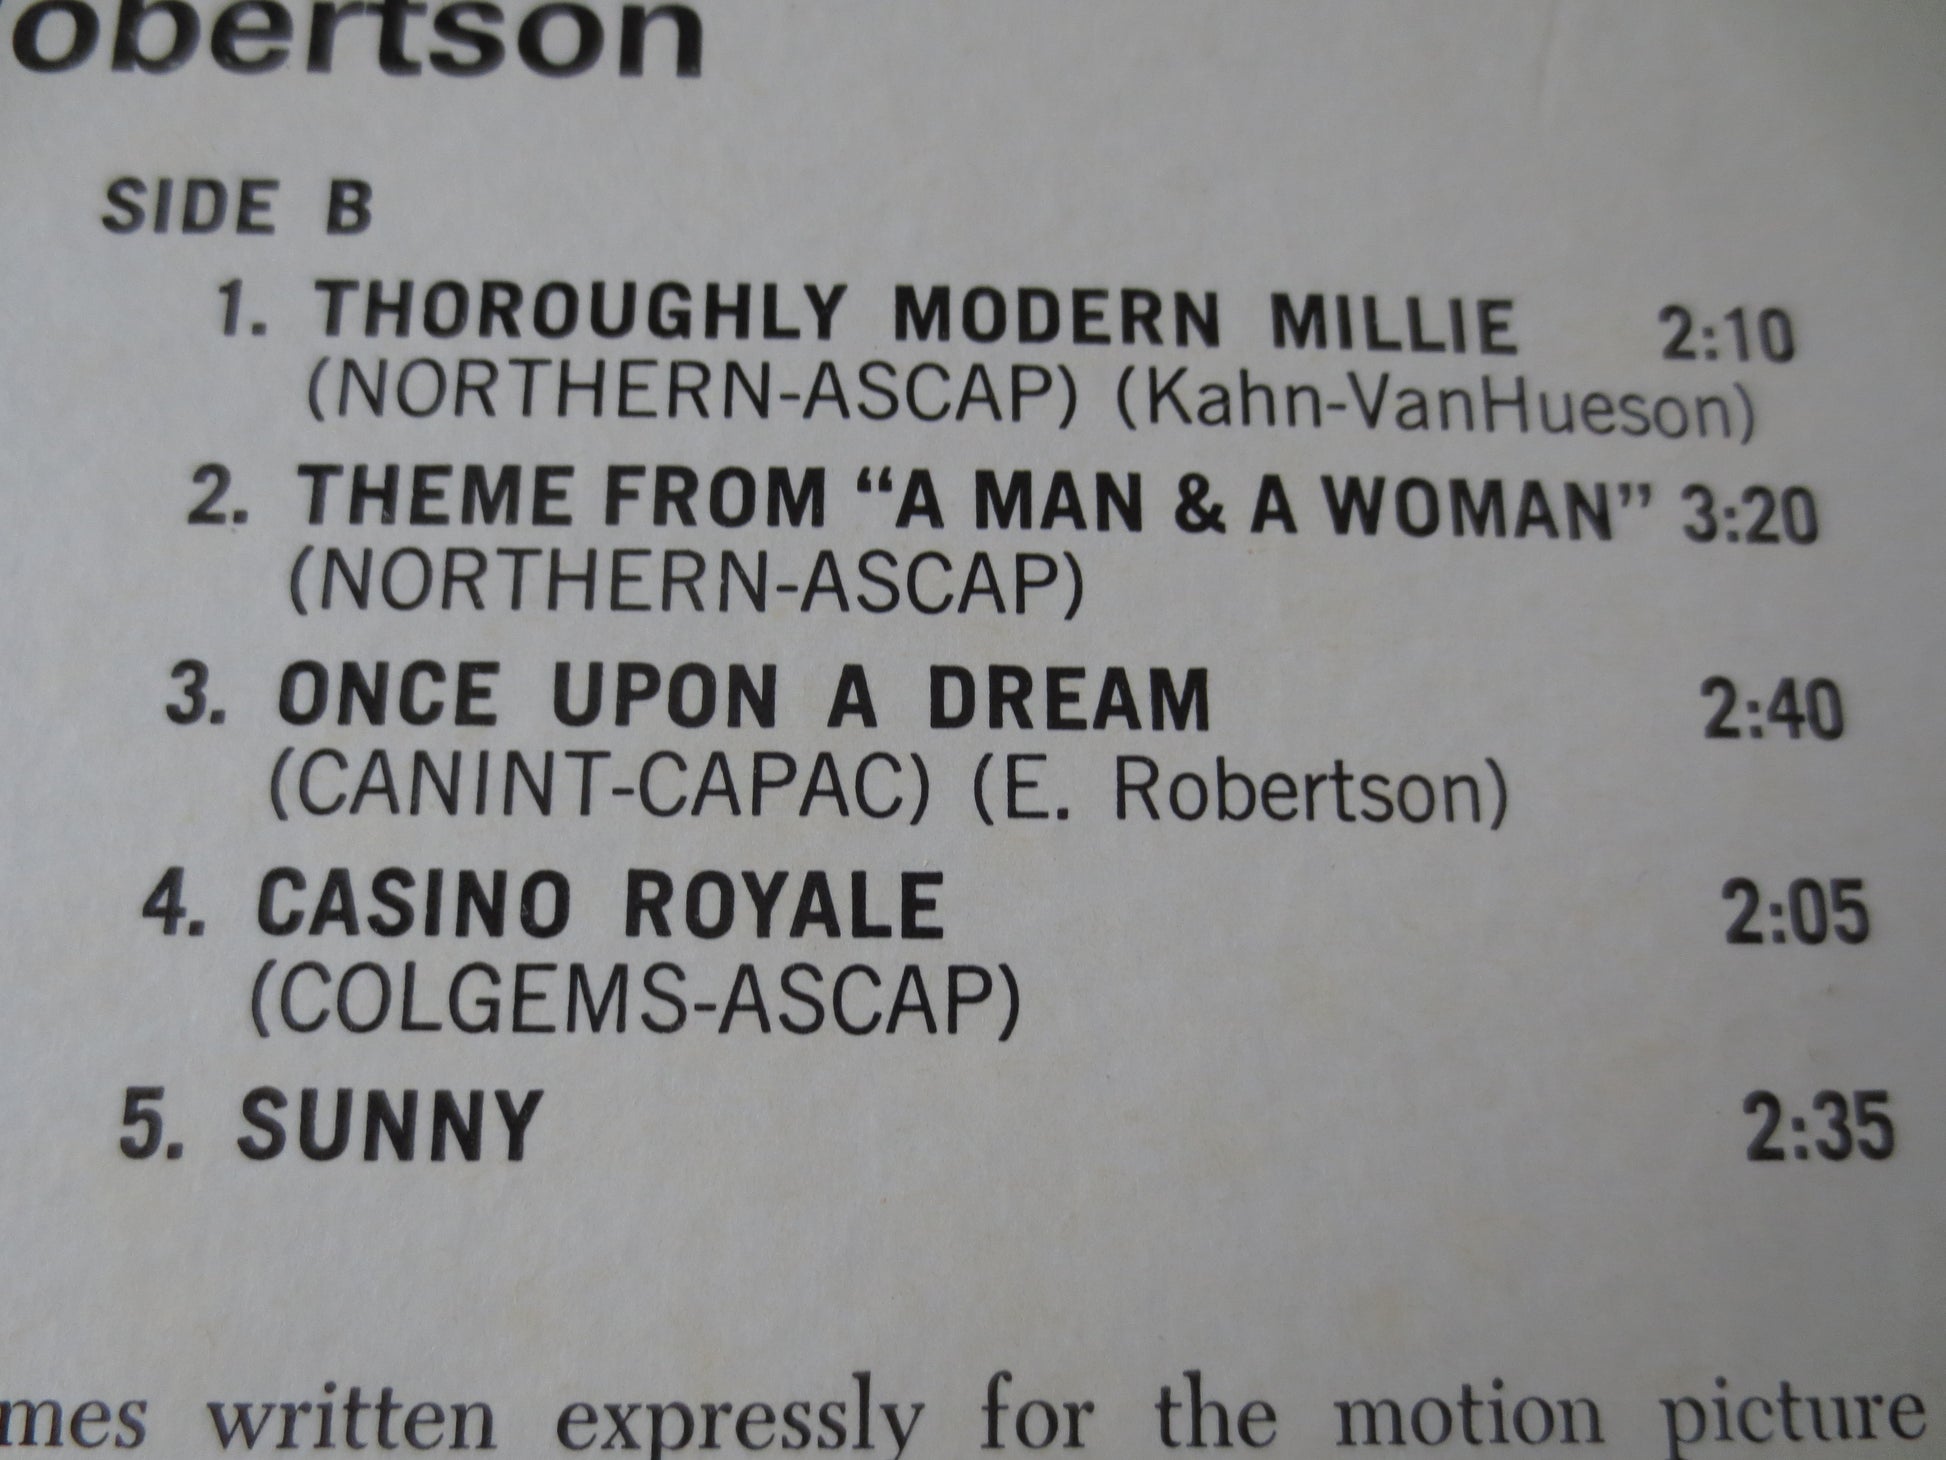 obertson
SIDE B
1. THOROUGHLY MODERN MILLIE 2:10
(NORTHERN-ASCAP) (Kahn-VanHueson)
2. THEME FROM “A MAN & A WOMAN” 3:20
(NORTHERN-ASCAP)
3. ONCE UPON A DREAM 2:40
(CANINT-CAPAC) (E. Robertson)
4. CASINO ROYALE 2:05
(COLGEMS-ASCAP)
5. SUNNY 2:35
mes written expressly for the motion picture